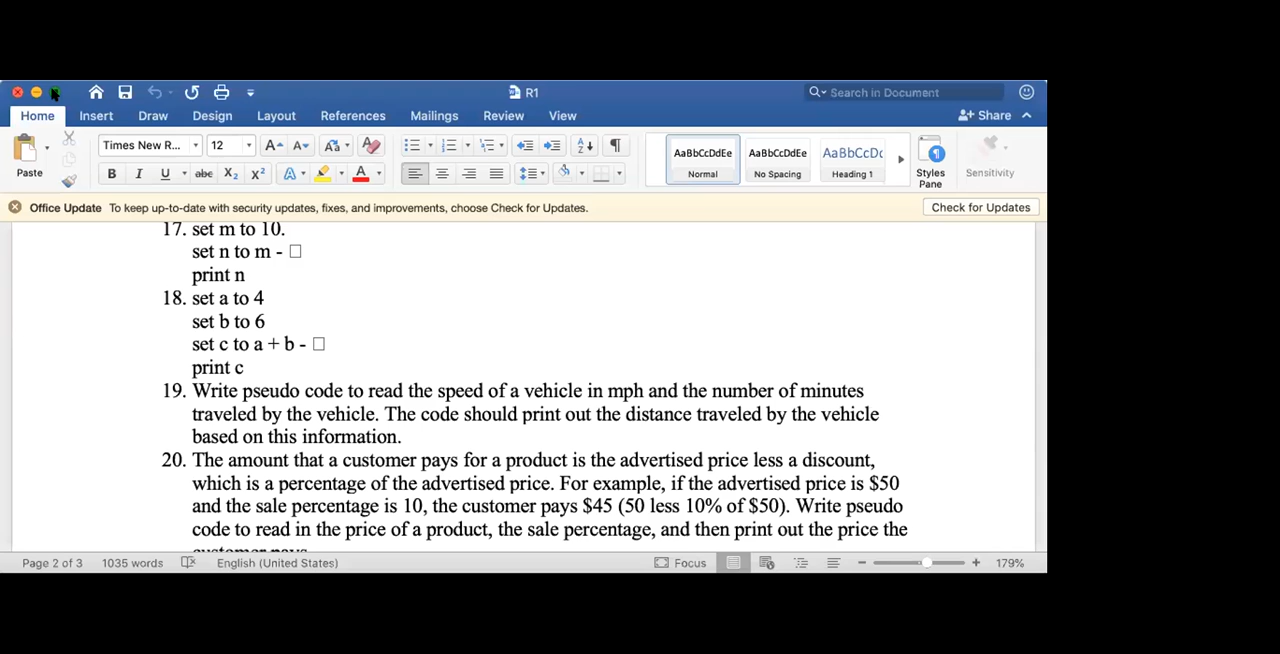 R1
Search in Document
Home Insert Draw Design Layout References Mailings Review View Share
Paste Times New R... 12 A A Aa A
B I U abc X₂ X² A A
AaBbCcDdEe AaBbCcDdEe AaBbCcDc
Normal No Spacing Heading 1 Styles Pane Sensitivity
Office Update To keep up-to-date with security updates, fixes, and improvements, choose Check for Updates. Check for Updates
17. set m to 10.
set n to m - □
print n
18. set a to 4
set b to 6
set c to a + b - □
print c
19. Write pseudo code to read the speed of a vehicle in mph and the number of minutes
traveled by the vehicle. The code should print out the distance traveled by the vehicle
based on this information.
20. The amount that a customer pays for a product is the advertised price less a discount,
which is a percentage of the advertised price. For example, if the advertised price is $50
and the sale percentage is 10, the customer pays $45 (50 less 10% of $50). Write pseudo
code to read in the price of a product, the sale percentage, and then print out the price the
customer pays
Page 2 of 3 1035 words English (United States) Focus 179%